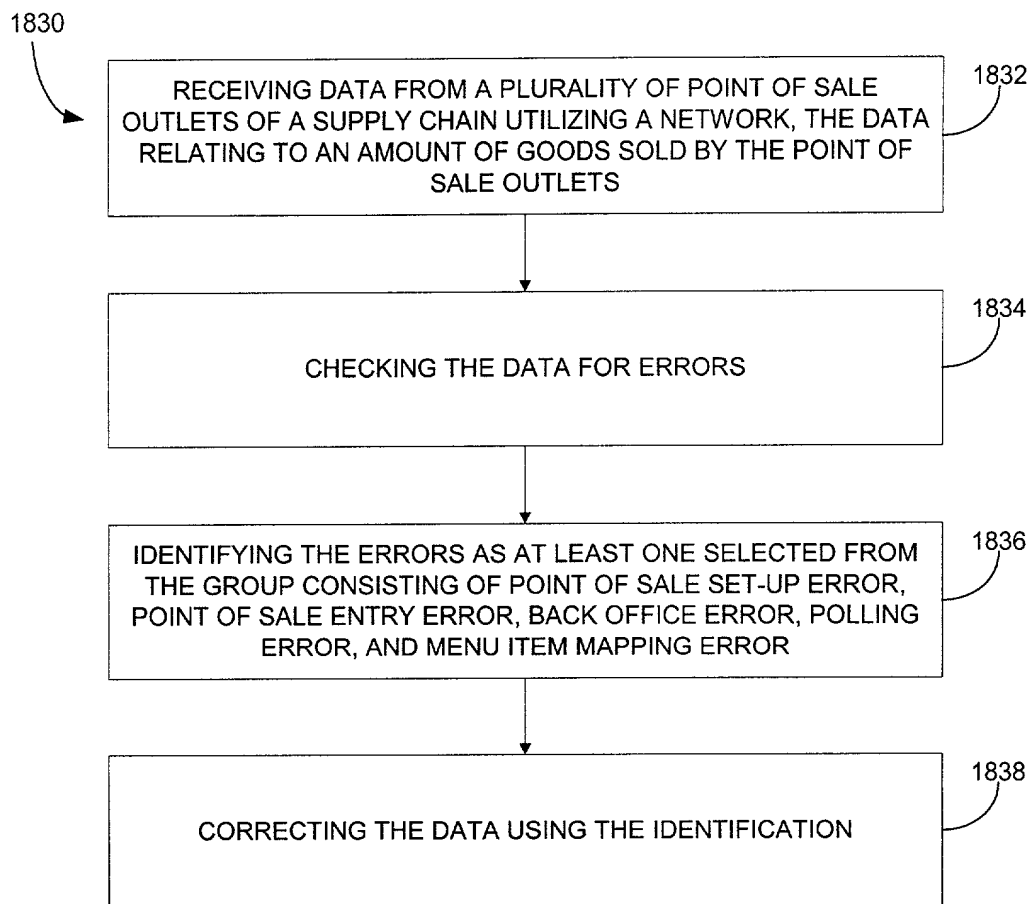 1830
1832
RECEIVING DATA FROM A PLURALITY OF POINT OF SALE
OUTLETS OF A SUPPLY CHAIN UTILIZING A NETWORK, THE DATA
RELATING TO AN AMOUNT OF GOODS SOLD BY THE POINT OF
SALE OUTLETS
1834
CHECKING THE DATA FOR ERRORS
1836
IDENTIFYING THE ERRORS AS AT LEAST ONE SELECTED FROM
THE GROUP CONSISTING OF POINT OF SALE SET-UP ERROR,
POINT OF SALE ENTRY ERROR, BACK OFFICE ERROR, POLLING
ERROR, AND MENU ITEM MAPPING ERROR
1838
CORRECTING THE DATA USING THE IDENTIFICATION